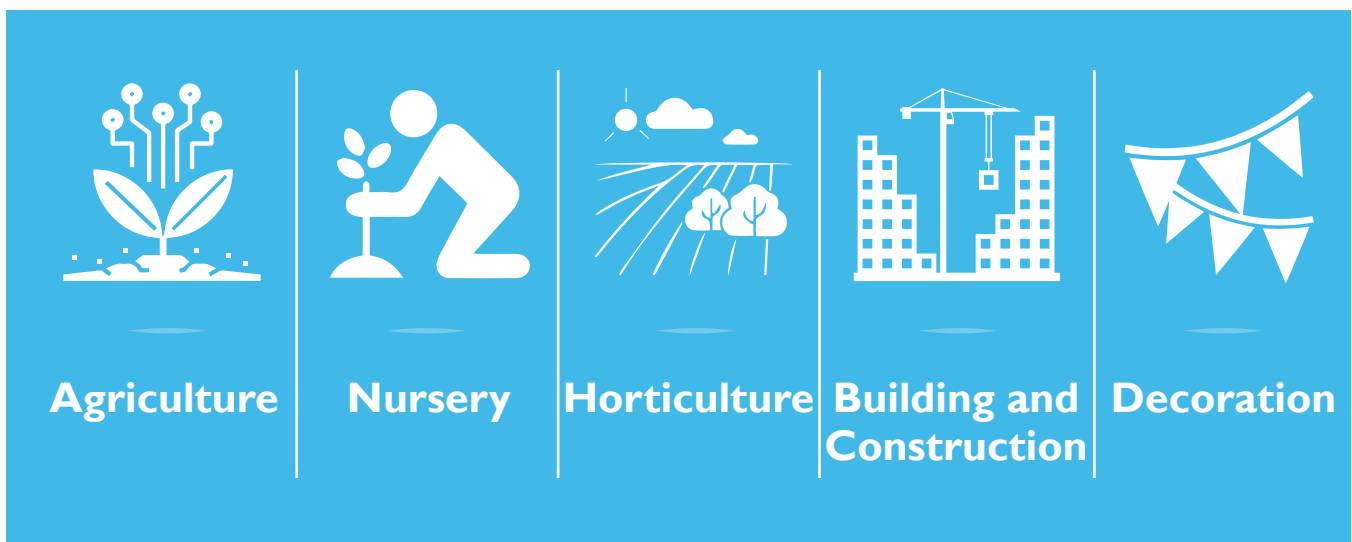 Agriculture
Nursery
Horticulture
Building and
Construction
Decoration